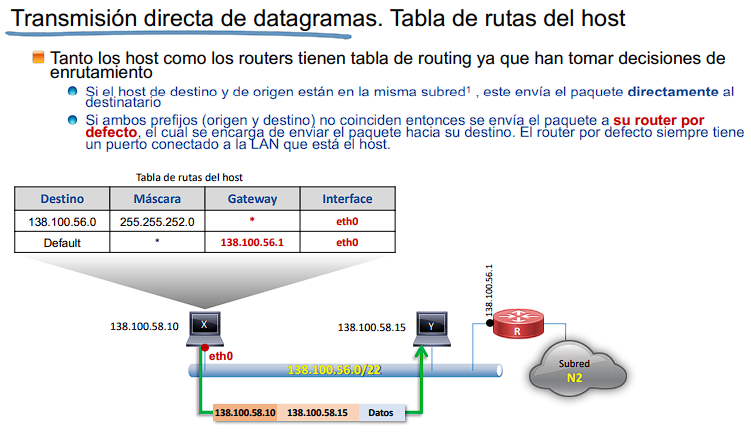 Transmisión directa de datagramas. Tabla de rutas del host
Tanto los host como los routers tienen tabla de routing ya que han tomar decisiones de
enrutamiento
Si el host de destino y de origen están en la misma subred¹ , este envía el paquete directamente al
destinatario
Si ambos prefijos (origen y destino) no coinciden entonces se envía el paquete a su router por
defecto, el cual se encarga de enviar el paquete hacia su destino. El router por defecto siempre tiene
un puerto conectado a la LAN que está el host.
Tabla de rutas del host
Destino Máscara Gateway Interface
138.100.56.0 255.255.252.0 * eth0
Default * 138.100.56.1 eth0
138.100.56.1
138.100.58.10 X 138.100.58.15 Y
R
eth0
138.100.56.0/22
Subred
N2
138.100.58.10 138.100.58.15 Datos